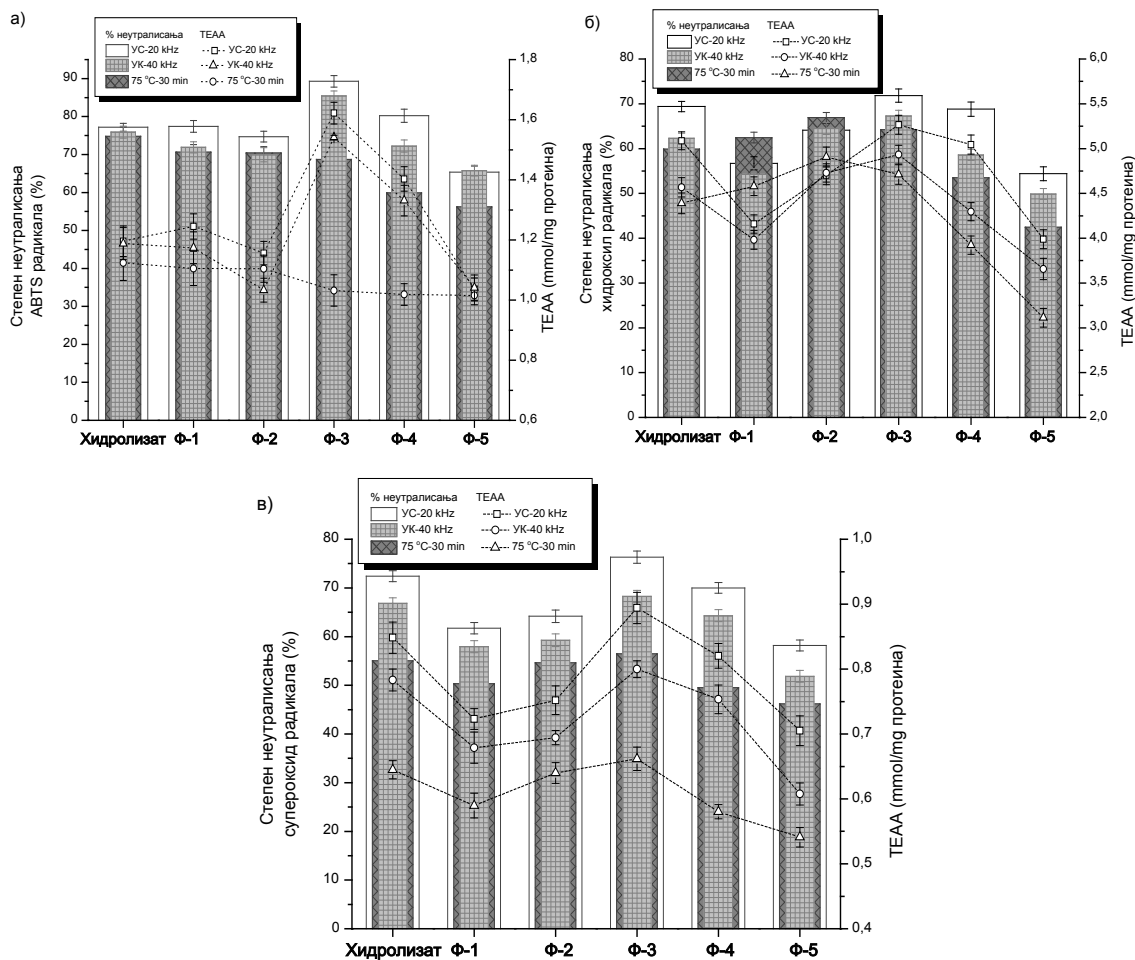 а)
% неутралисања TEAA
УС-20 kHz УС-20 kHz
УК-40 kHz УК-40 kHz
75 °C-30 min 75 °C-30 min
Степен неутралисања
ABTS радикала (%)
90
80
70
60
50
40
30
20
10
0
1,8
1,6
1,4
1,2
1,0
0,8
0,6
TEAA (mmol/mg протеина)
Хидролизат Ф-1 Ф-2 Ф-3 Ф-4 Ф-5
б)
% неутралисања TEAA
УС-20 kHz УС-20 kHz
УК-40 kHz УК-40 kHz
75 °C-30 min 75 °C-30 min
Степен неутралисања
хидроксил радикала (%)
80
70
60
50
40
30
20
10
0
6,0
5,5
5,0
4,5
4,0
3,5
3,0
2,5
2,0
TEAA (mmol/mg протеина)
Хидролизат Ф-1 Ф-2 Ф-3 Ф-4 Ф-5
в)
% неутралисања TEAA
УС-20 kHz УС-20 kHz
УК-40 kHz УК-40 kHz
75 °C-30 min 75 °C-30 min
Степен неутралисања
супероксид радикала (%)
80
70
60
50
40
30
20
10
0
1,0
0,9
0,8
0,7
0,6
0,5
0,4
TEAA (mmol/mg протеина)
Хидролизат Ф-1 Ф-2 Ф-3 Ф-4 Ф-5